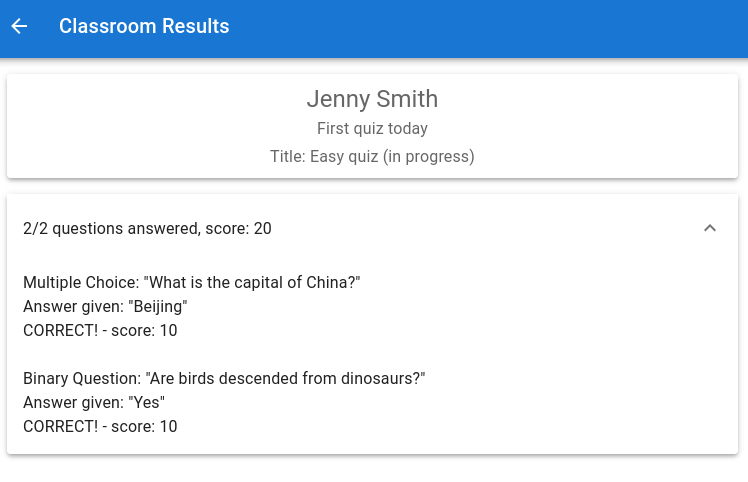 Classroom Results
Jenny Smith
First quiz today
Title: Easy quiz (in progress)
2/2 questions answered, score: 20
Multiple Choice: "What is the capital of China?"
Answer given: "Beijing"
CORRECT! - score: 10
Binary Question: "Are birds descended from dinosaurs?"
Answer given: "Yes"
CORRECT! - score: 10